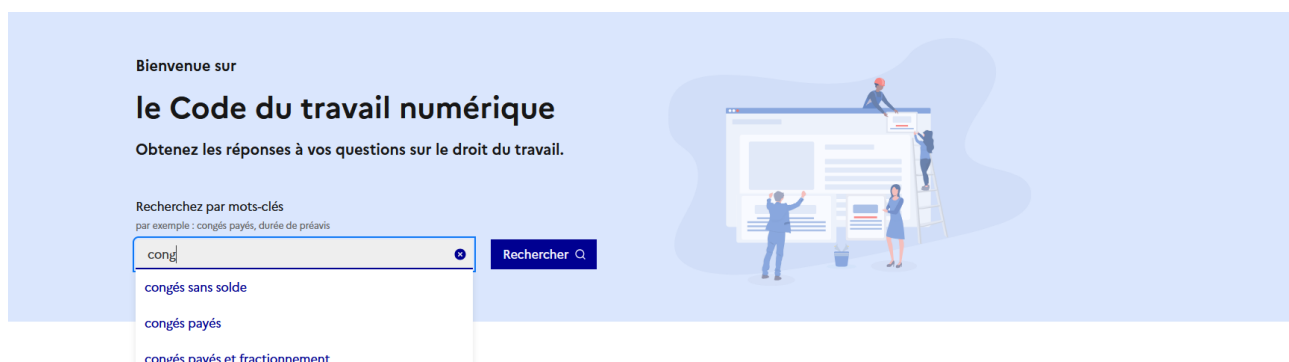 Bienvenue sur
le Code du travail numérique
Obtenez les réponses à vos questions sur le droit du travail.
Recherchez par mots-clés
par exemple : congés payés, durée de préavis
cong
Rechercher
congés sans solde
congés payés
congés payés et fractionnement